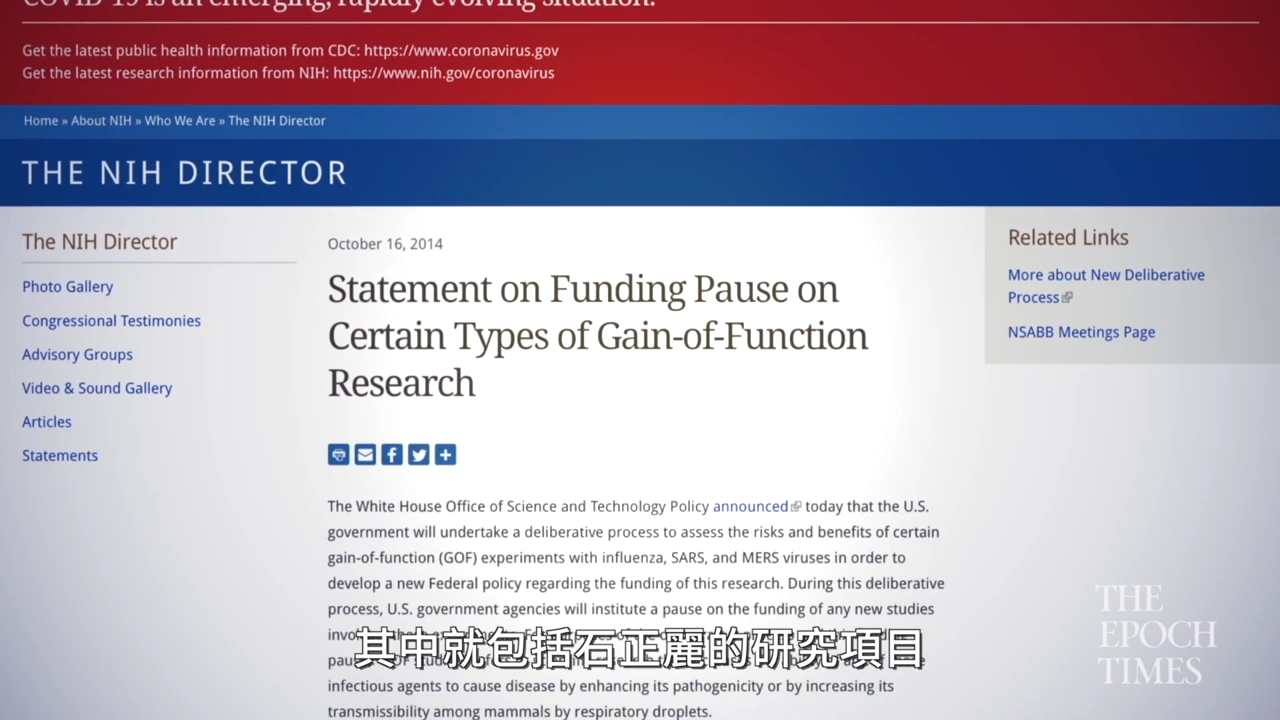 COVID-19 is an emerging, rapidly evolving situation.
Get the latest public health information from CDC: https://www.coronavirus.gov
Get the latest research information from NIH: https://www.nih.gov/coronavirus
Home » About NIH » Who We Are » The NIH Director
THE NIH DIRECTOR
The NIH Director
Photo Gallery
Congressional Testimonies
Advisory Groups
Video & Sound Gallery
Articles
Statements
October 16, 2014
Statement on Funding Pause on
Certain Types of Gain-of-Function
Research
The White House Office of Science and Technology Policy announced today that the U.S.
government will undertake a deliberative process to assess the risks and benefits of certain
gain-of-function (GOF) experiments with influenza, SARS, and MERS viruses in order to
develop a new Federal policy regarding the funding of this research. During this deliberative
process, U.S. government agencies will institute a pause on the funding of any new studies
其中就包括石正麗的研究項目
infectious agents to cause disease by enhancing its pathogenicity or by increasing its
transmissibility among mammals by respiratory droplets.
Related Links
More about New Deliberative
Process
NSABB Meetings Page
THE
EPOCH
TIMES